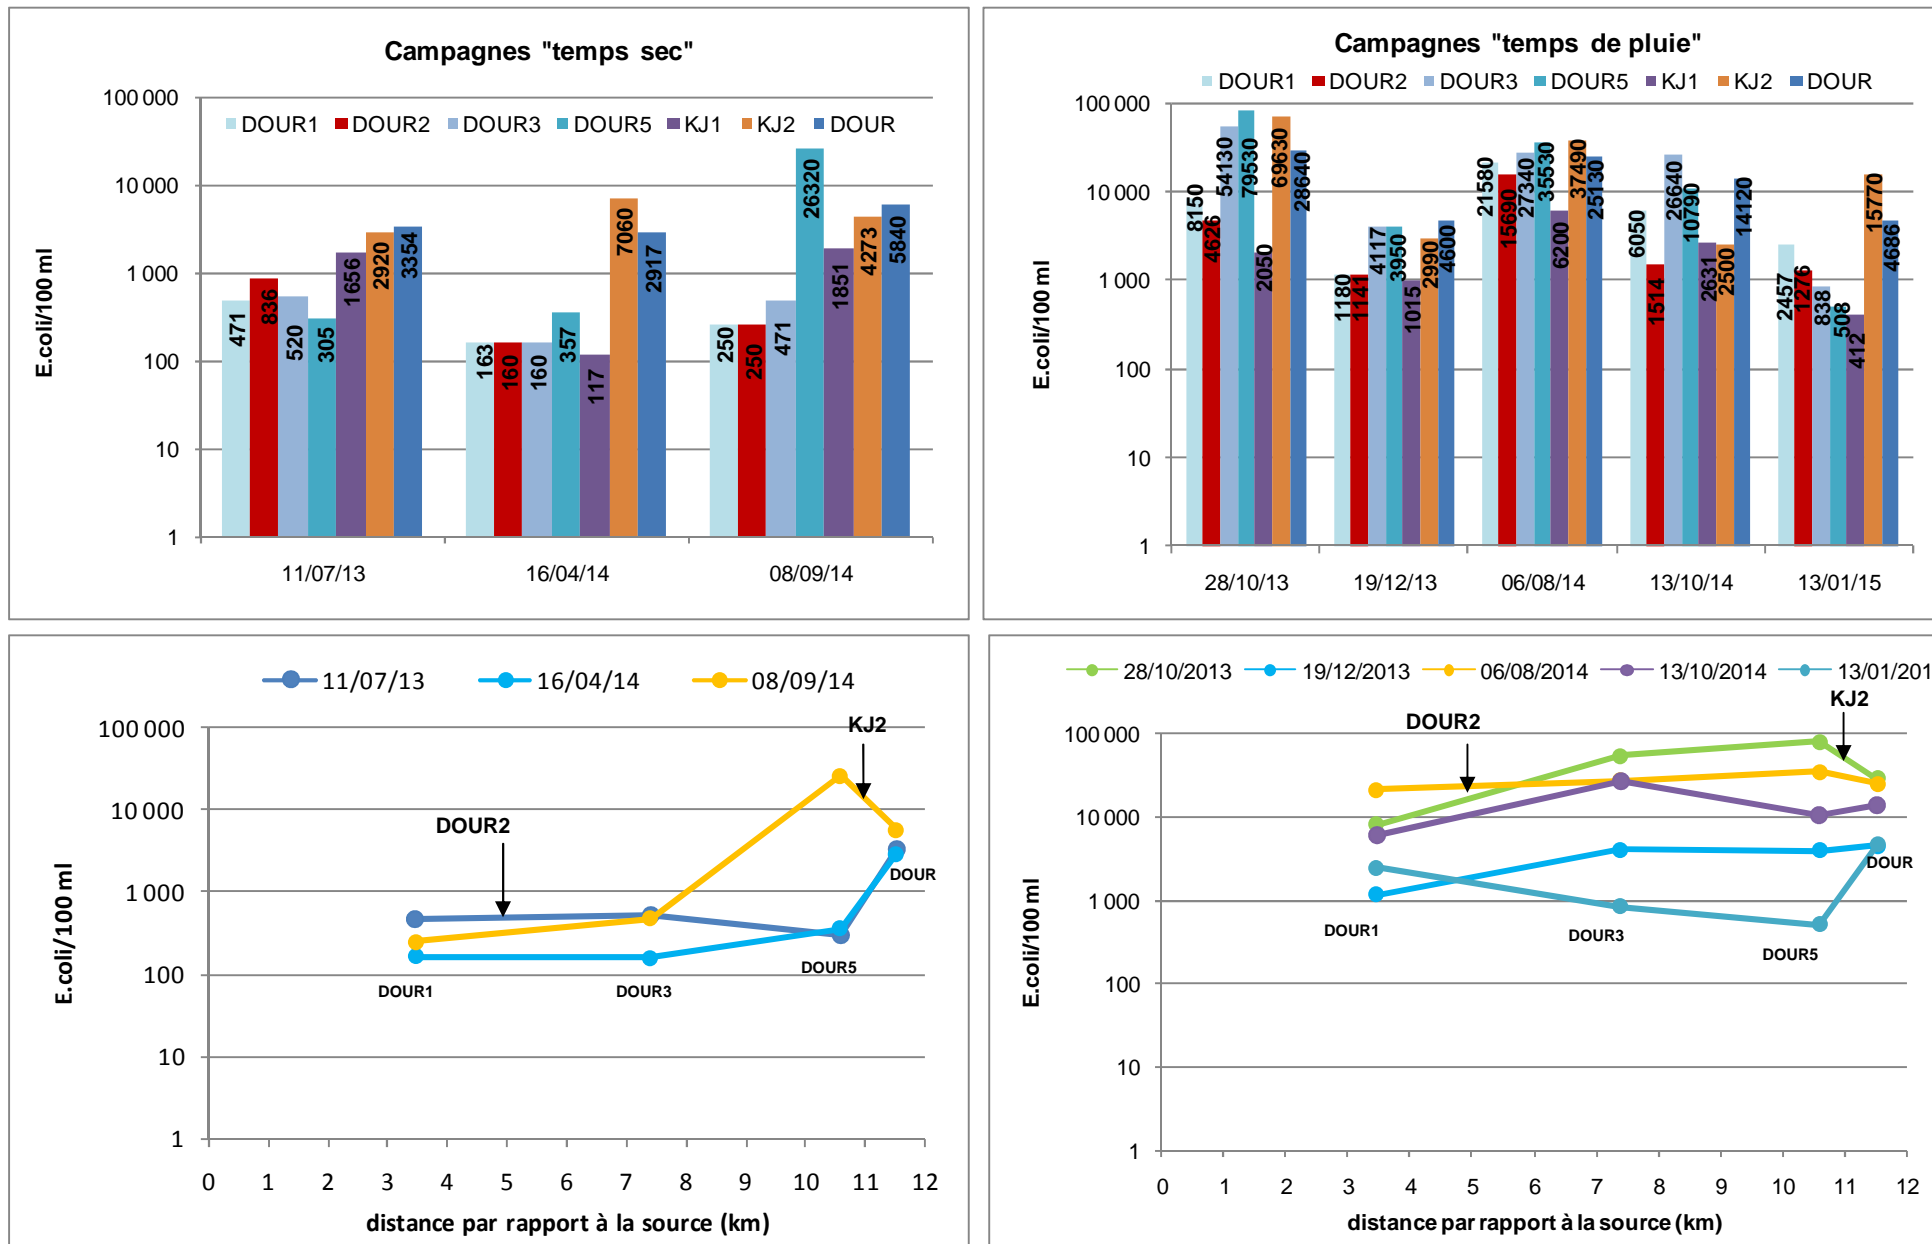 Campagnes "temps sec"
DOUR1 DOUR2 DOUR3 DOUR5 KJ1 KJ2 DOUR
E.coli/100 ml
100 000
10 000
1 000
100
10
1
471 836 520 305 1656 2920 3354
163 160 160 357 117 7060 2917
250 250 471 26320 1851 4273 5840
11/07/13 16/04/14 08/09/14
Campagnes "temps de pluie"
DOUR1 DOUR2 DOUR3 DOUR5 KJ1 KJ2 DOUR
E.coli/100 ml
100 000
10 000
1 000
100
10
1
8150 4626 54130 79530 2050 69630 28640
1180 1141 4117 3950 1015 2990 4600
21580 15690 27340 35530 6200 37490 25130
6050 1514 26640 10790 2631 2500 14120
2457 1276 838 508 412 15770 4686
28/10/13 19/12/13 06/08/14 13/10/14 13/01/15
11/07/13 16/04/14 08/09/14
E.coli/100 ml
100 000
10 000
1 000
100
10
1
KJ2
DOUR2
DOUR
DOUR5
DOUR1 DOUR3
0 1 2 3 4 5 6 7 8 9 10 11 12
distance par rapport à la source (km)
28/10/2013 19/12/2013 06/08/2014 13/10/2014 13/01/201
E.coli/100 ml
100 000
10 000
1 000
100
10
1
KJ2
DOUR2
DOUR
DOUR1 DOUR3
DOUR5
0 1 2 3 4 5 6 7 8 9 10 11 12
distance par rapport à la source (km)